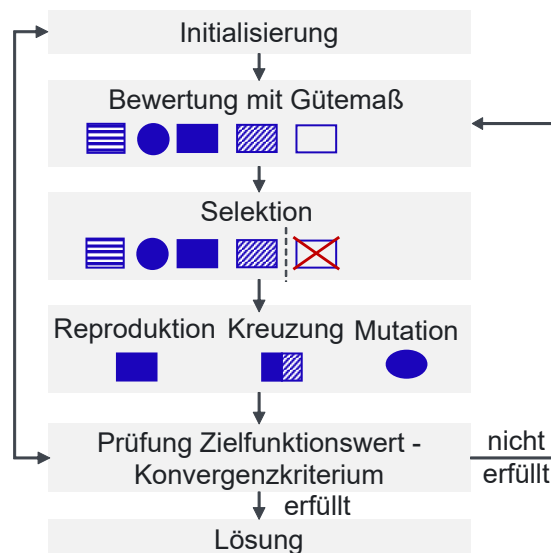 Initialisierung
Bewertung mit Gütemaß
Selektion
Reproduktion Kreuzung Mutation
Prüfung Zielfunktionswert -
Konvergenzkriterium
nicht
erfüllt
erfüllt
Lösung